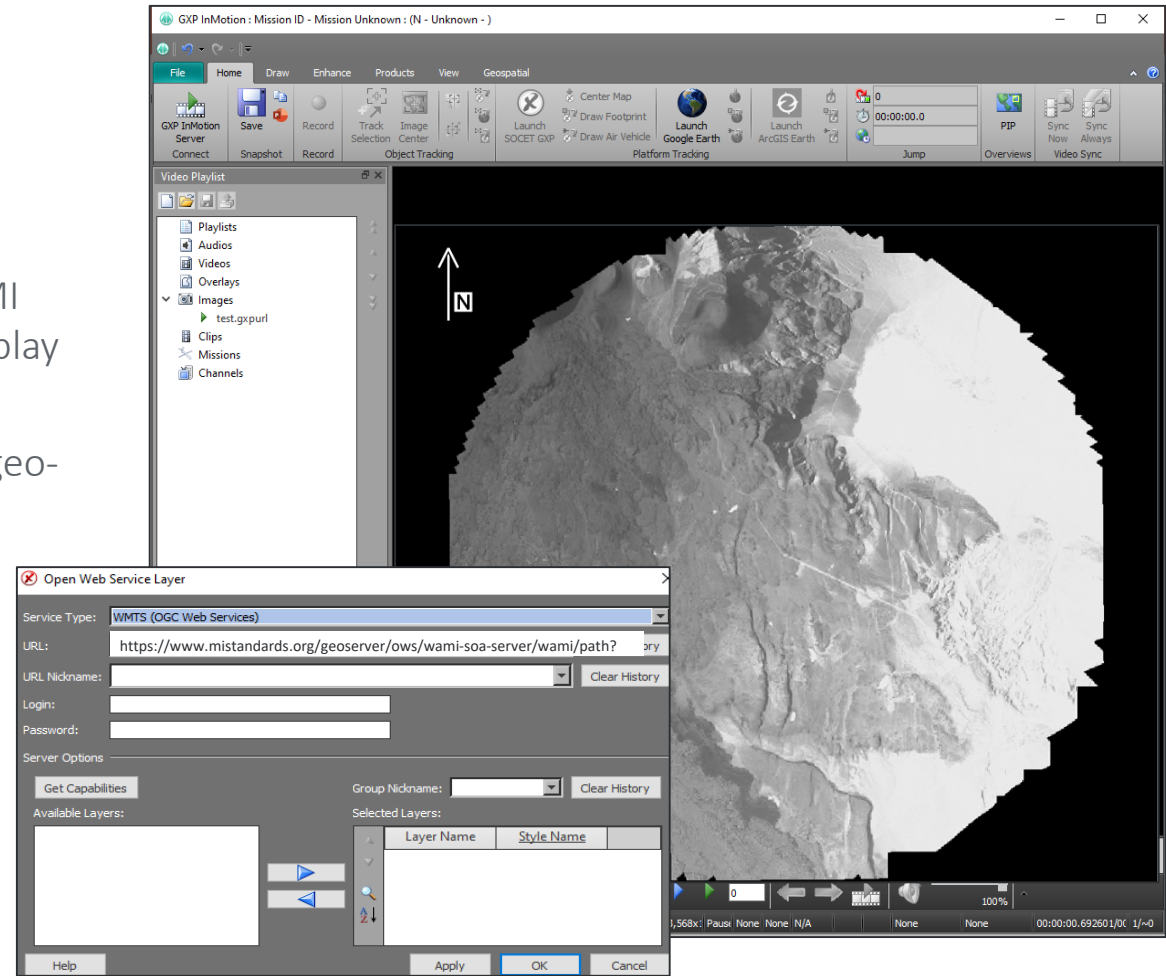 GXP InMotion : Mission ID - Mission Unknown : (N - Unknown - )
File Home Draw Enhance Products View Geospatial
GXP InMotion Server
Save
Record
Track Selection
Image Center
Launch SOCET GXP
Center Map
Draw Footprint
Draw Air Vehicle
Launch Google Earth
Launch ArcGIS Earth
0
00:00:00.0
PIP
Sync Now
Sync Always
Connect Snapshot Record Object Tracking Platform Tracking Jump Overviews Video Sync
Video Playlist
Playlists
Audios
Videos
Overlays
Images
test.gxpurl
Clips
Missions
Channels
N
MI
play
geo-
Open Web Service Layer
Service Type: WMTS (OGC Web Services)
URL: https://www.mistandards.org/geoserver/ows/wami-soa-server/wami/path? ory
URL Nickname: Clear History
Login:
Password:
Server Options
Get Capabilities Group Nickname: Clear History
Available Layers: Selected Layers:
Layer Name Style Name
Help Apply OK Cancel
0 100%
,568x: Paus None None N/A None None 00:00:00.692601/0( 1/~0